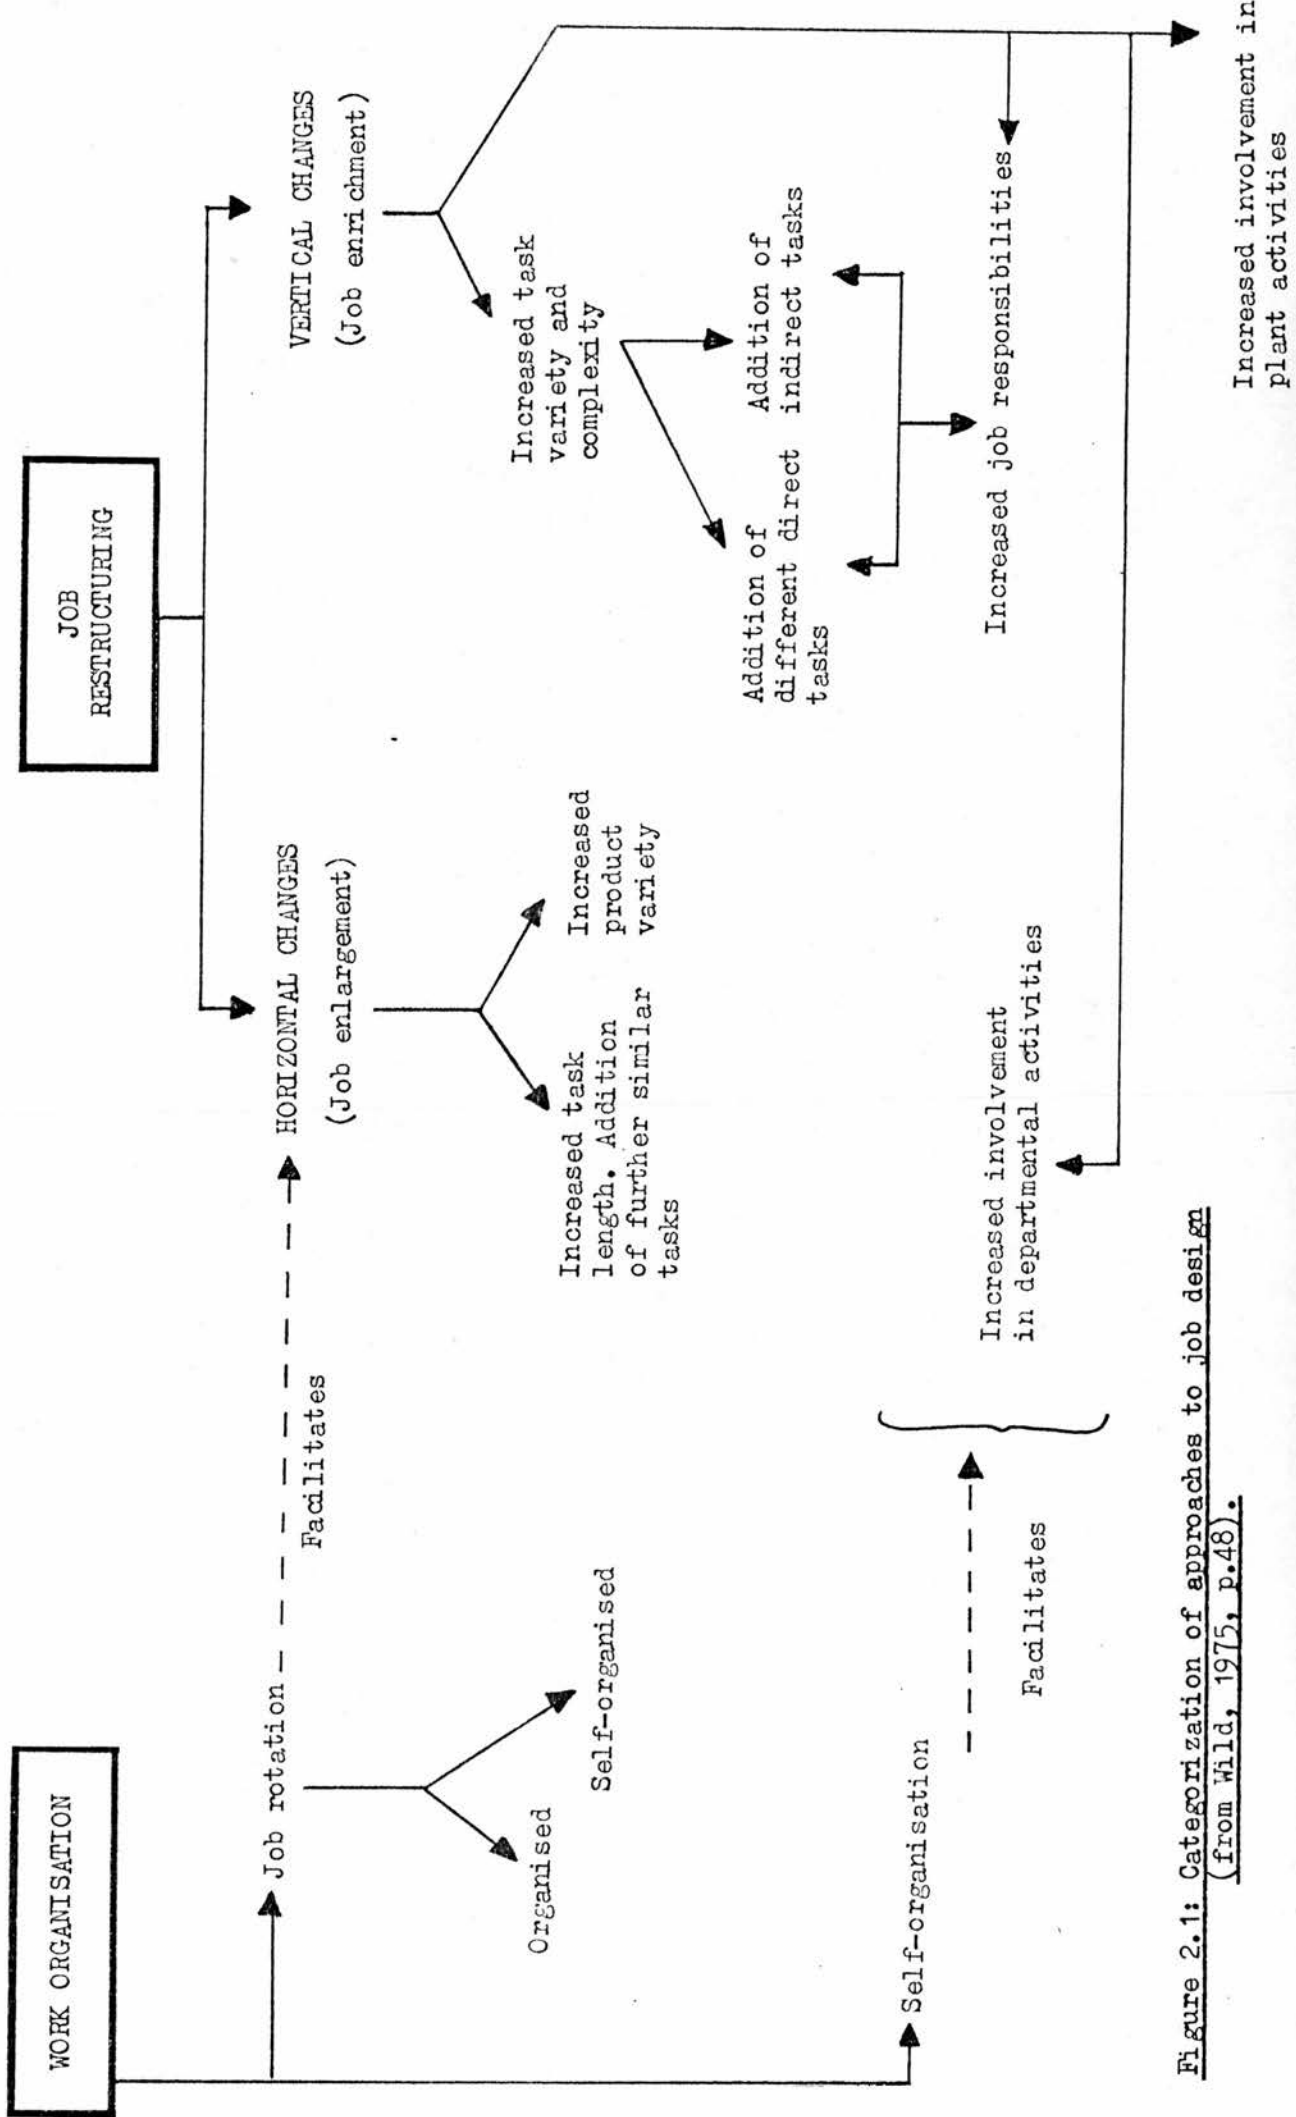 WORK ORGANISATION
JOB
RESTRUCTURING
Job rotation
Facilitates
HORIZONTAL CHANGES
(Job enlargement)
VERTICAL CHANGES
(Job enrichment)
Organised
Self-organised
Increased task
length. Addition
of further similar
tasks
Increased
product
variety
Increased task
variety and
complexity
Addition of
different direct
tasks
Addition of
indirect tasks
Self-organisation
Facilitates
Increased involvement
in departmental activities
Increased job responsibilities
Increased involvement in
plant activities
Figure 2.1: Categorization of approaches to job design
(from Wild, 1975, p.48).